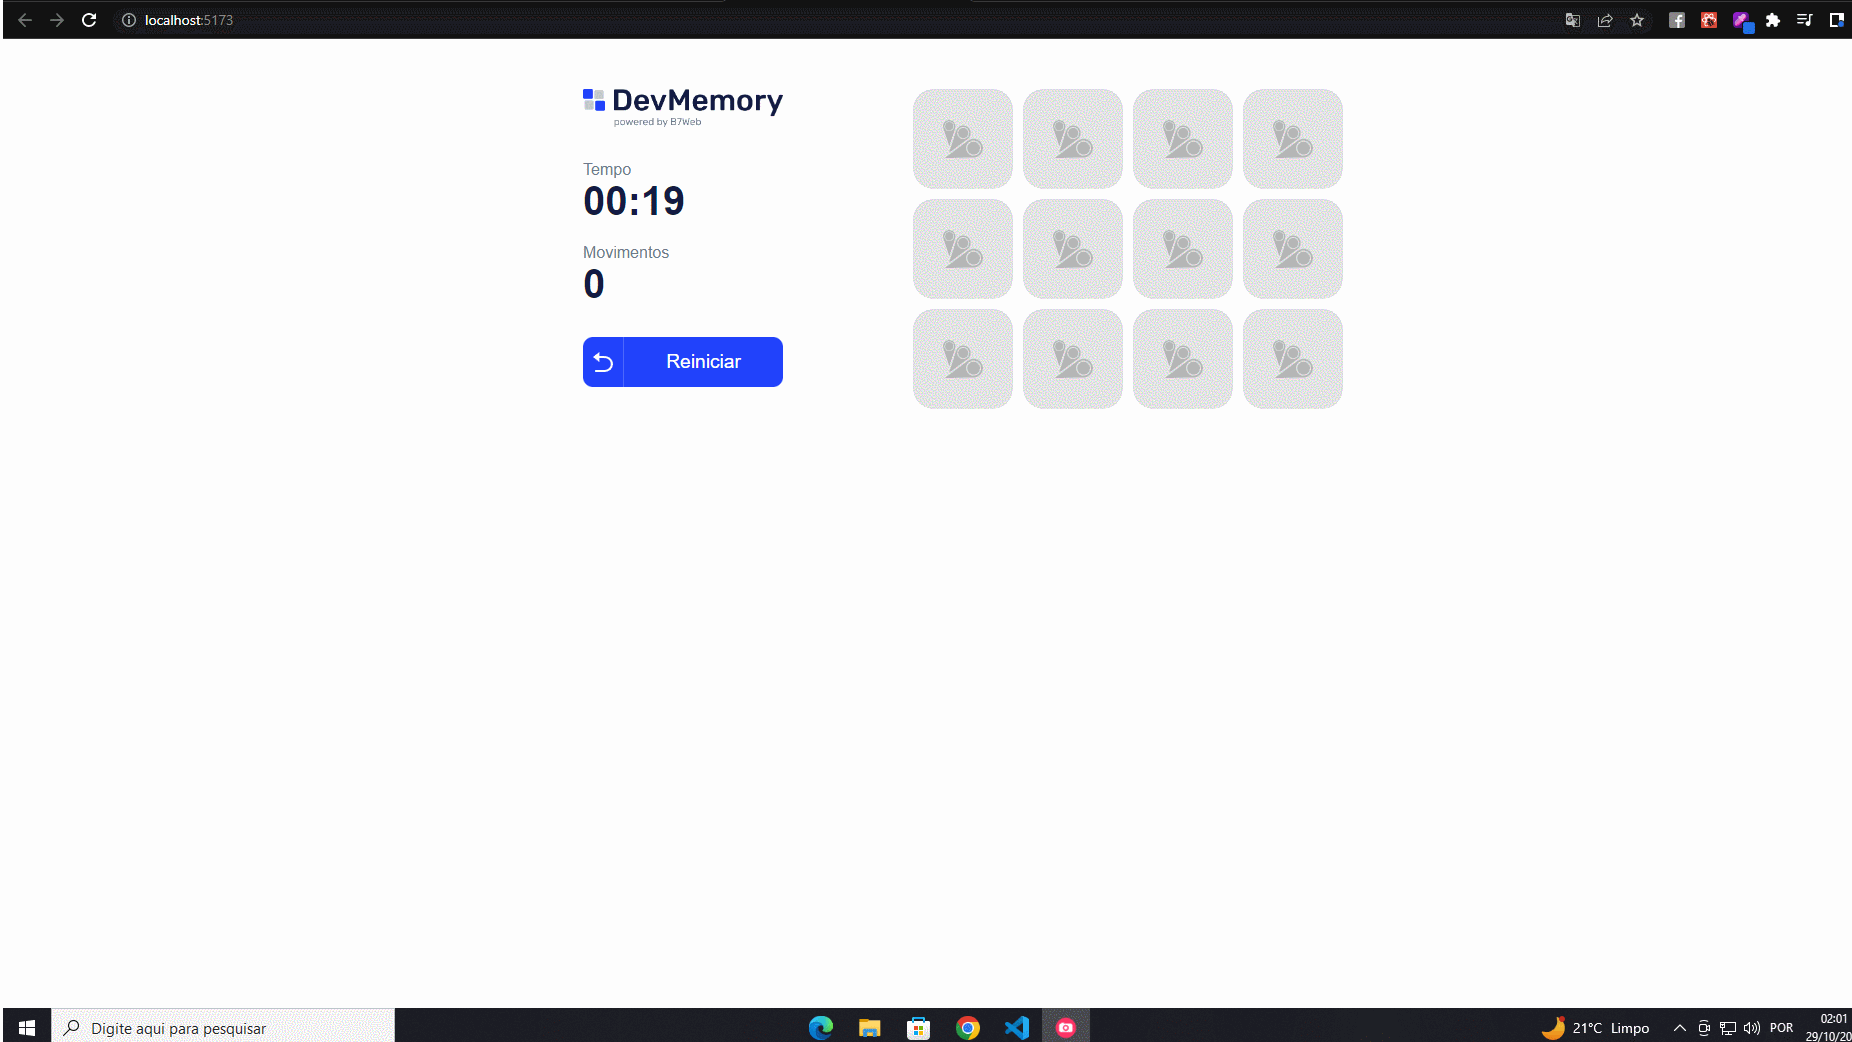 localhost:5173
DevMemory
powered by B7Web
Tempo
00:19
Movimentos
0
Reiniciar
Digite aqui para pesquisar
21°C Limpo
POR
02:01
29/10/20